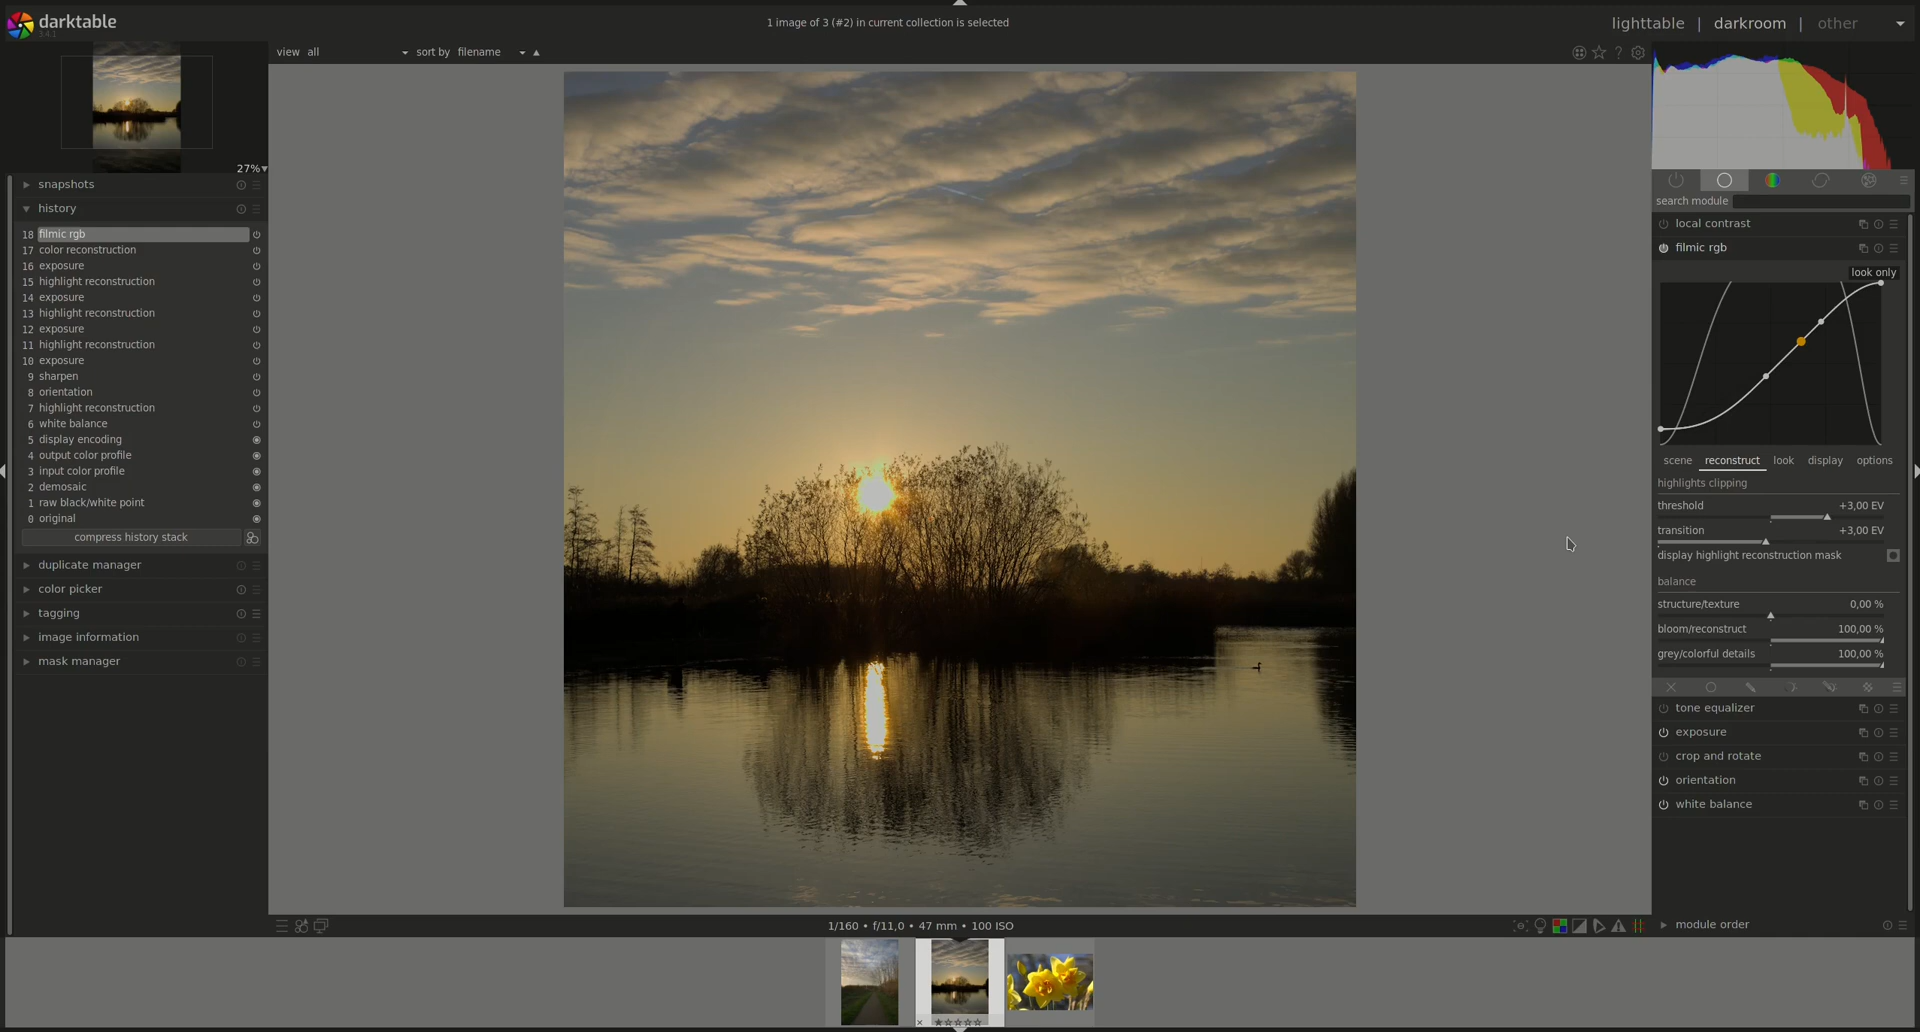 darktable
3.4.1
1 image of 3 (#2) in current collection is selected
lighttable | darkroom | other
view all sort by filename
27%
snapshots
history
18 filmic rgb
17 color reconstruction
16 exposure
15 highlight reconstruction
14 exposure
13 highlight reconstruction
12 exposure
11 highlight reconstruction
10 exposure
9 sharpen
8 orientation
7 highlight reconstruction
6 white balance
5 display encoding
4 output color profile
3 input color profile
2 demosaic
1 raw black/white point
0 original
compress history stack
duplicate manager
color picker
tagging
image information
mask manager
search module
local contrast
filmic rgb
look only
scene reconstruct look display options
highlights clipping
threshold +3,00 EV
transition +3,00 EV
display highlight reconstruction mask
balance
structure/texture 0,00 %
bloom/reconstruct 100,00 %
grey/colorful details 100,00 %
tone equalizer
exposure
crop and rotate
orientation
white balance
module order
1/160 • f/11,0 • 47 mm • 100 ISO